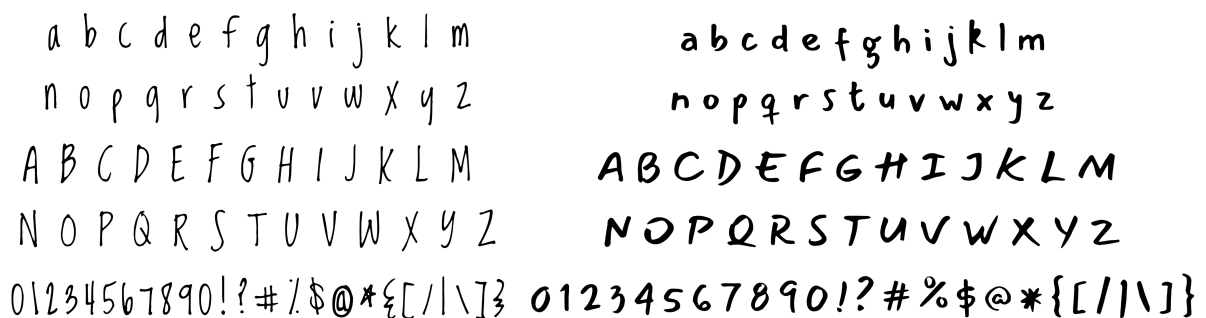 a b c d e f g h i j k l m
n o p q r s t u v w x y z
A B C D E F G H I J K L M
N O P Q R S T U V W X Y Z
0 1 2 3 4 5 6 7 8 9 0 ! ? # % $ @ * { [ / | \ ] }
a b c d e f g h i j k l m
n o p q r s t u v w x y z
A B C D E F G H I J K L M
N O P Q R S T U V W X Y Z
0 1 2 3 4 5 6 7 8 9 0 ! ? # % $ @ * { [ / | \ ] }